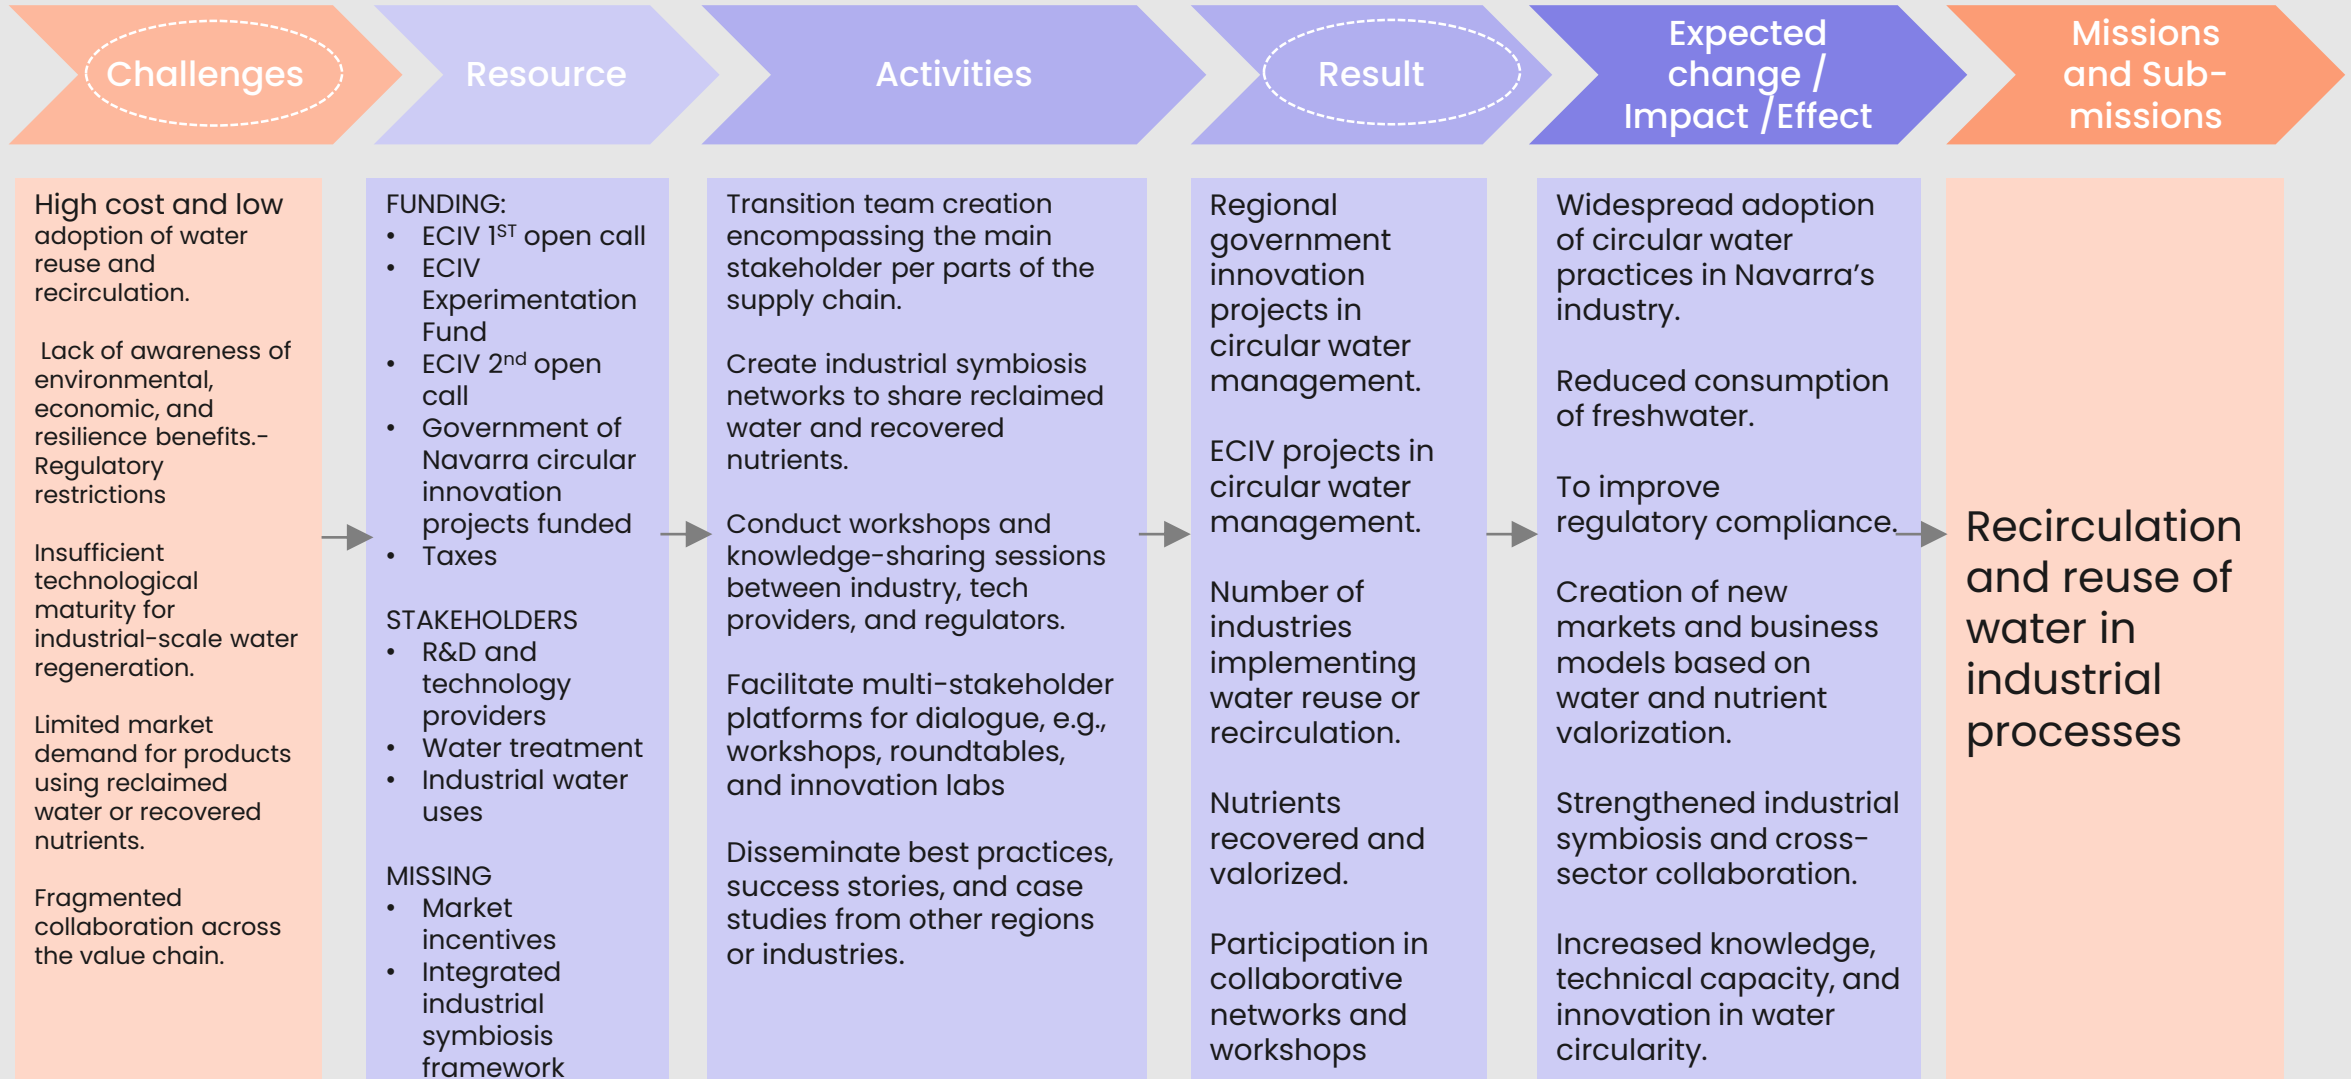 Challenges
Resource
Activities
Result
Expected
change /
Impact /Effect
Missions
and Sub-
missions
High cost and low
adoption of water
reuse and
recirculation.
Lack of awareness of
environmental,
economic, and
resilience benefits.-
Regulatory
restrictions
Insufficient
technological
maturity for
industrial-scale water
regeneration.
Limited market
demand for products
using reclaimed
water or recovered
nutrients.
Fragmented
collaboration across
the value chain.
FUNDING:
• ECIV 1ST open call
• ECIV
Experimentation
Fund
• ECIV 2nd open
call
• Government of
Navarra circular
innovation
projects funded
• Taxes
STAKEHOLDERS
• R&D and
technology
providers
• Water treatment
• Industrial water
uses
MISSING
• Market
incentives
• Integrated
industrial
symbiosis
framework
Transition team creation
encompassing the main
stakeholder per parts of the
supply chain.
Create industrial symbiosis
networks to share reclaimed
water and recovered
nutrients.
Conduct workshops and
knowledge-sharing sessions
between industry, tech
providers, and regulators.
Facilitate multi-stakeholder
platforms for dialogue, e.g.,
workshops, roundtables,
and innovation labs
Disseminate best practices,
success stories, and case
studies from other regions
or industries.
Regional
government
innovation
projects in
circular water
management.
ECIV projects in
circular water
management.
Number of
industries
implementing
water reuse or
recirculation.
Nutrients
recovered and
valorized.
Participation in
collaborative
networks and
workshops
Widespread adoption
of circular water
practices in Navarra's
industry.
Reduced consumption
of freshwater.
To improve
regulatory compliance.
Creation of new
markets and business
models based on
water and nutrient
valorization.
Strengthened industrial
symbiosis and cross-
sector collaboration.
Increased knowledge,
technical capacity, and
innovation in water
circularity.
Recirculation
and reuse of
water in
industrial
processes